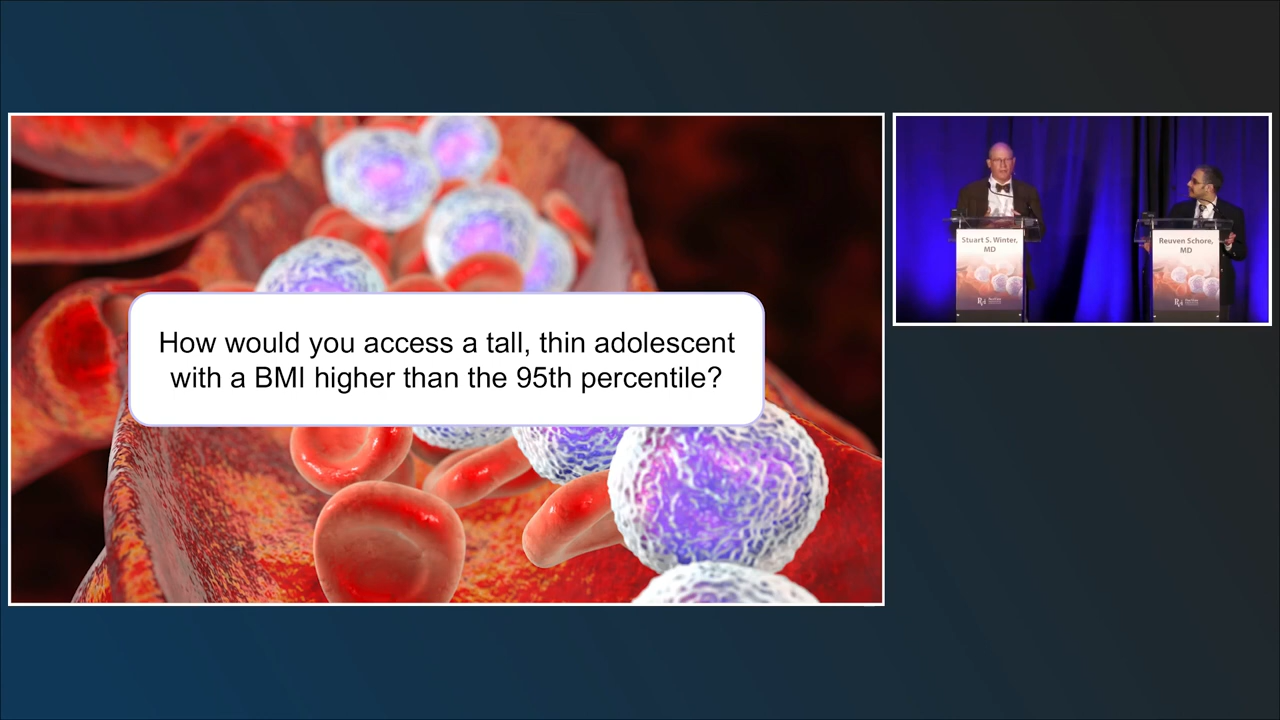 How would you access a tall, thin adolescent
with a BMI higher than the 95th percentile?
Stuart S. Winter,
MD
Reuven Schore,
MD